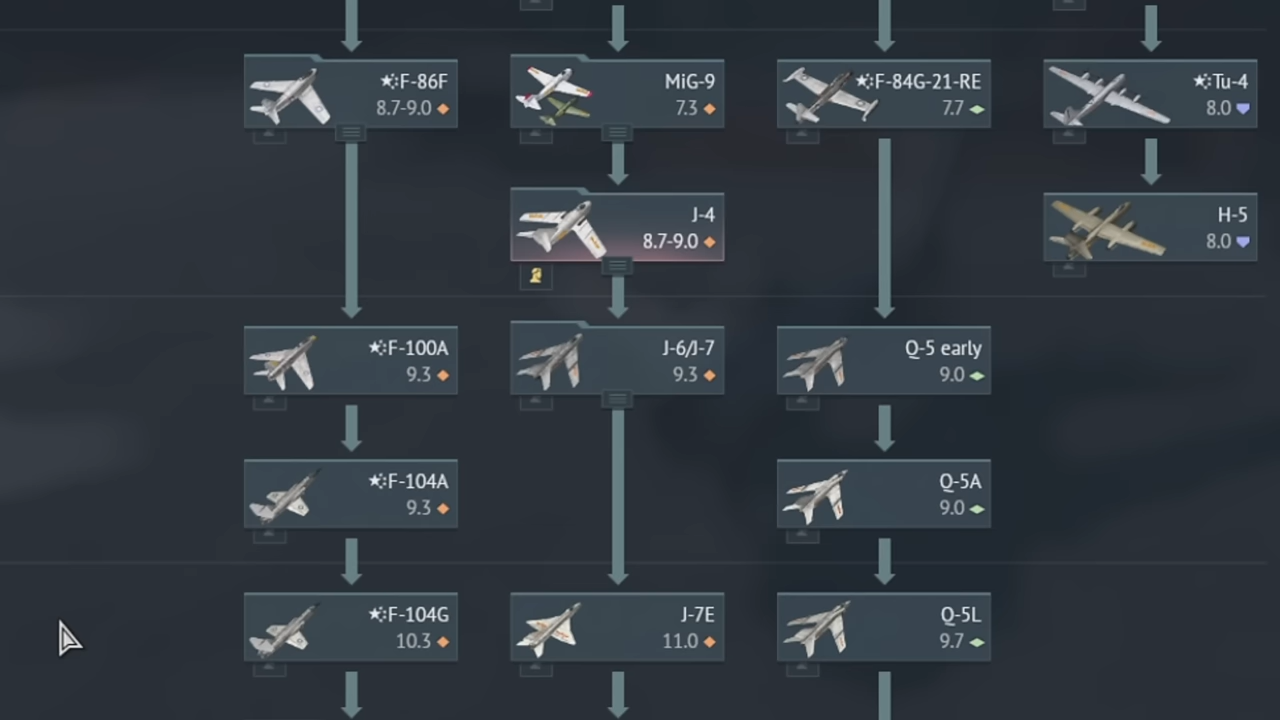 F-86F
8.7-9.0
MiG-9
7.3
F-84G-21-RE
7.7
Tu-4
8.0
J-4
8.7-9.0
H-5
8.0
F-100A
9.3
J-6/J-7
9.3
Q-5 early
9.0
F-104A
9.3
Q-5A
9.0
F-104G
10.3
J-7E
11.0
Q-5L
9.7